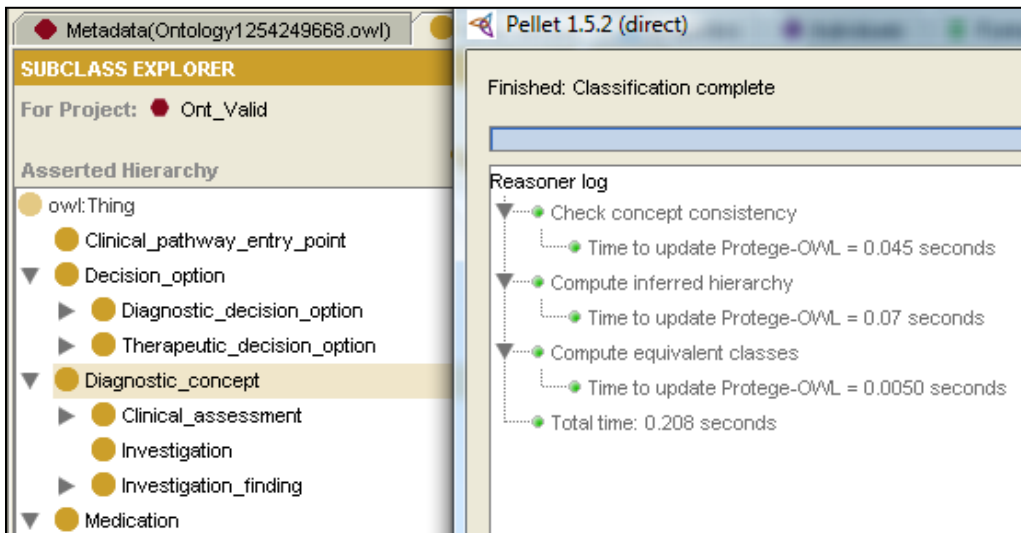 Metadata(Ontology1254249668.owl)
SUBCLASS EXPLORER
For Project: Ont_Valid
Asserted Hierarchy
owl:Thing
Clinical_pathway_entry_point
Decision_option
Diagnostic_decision_option
Therapeutic_decision_option
Diagnostic_concept
Clinical_assessment
Investigation
Investigation_finding
Medication
Pellet 1.5.2 (direct)
Finished: Classification complete
Reasoner log
Check concept consistency
Time to update Protege-OWL = 0.045 seconds
Compute inferred hierarchy
Time to update Protege-OWL = 0.07 seconds
Compute equivalent classes
Time to update Protege-OWL = 0.0050 seconds
Total time: 0.208 seconds